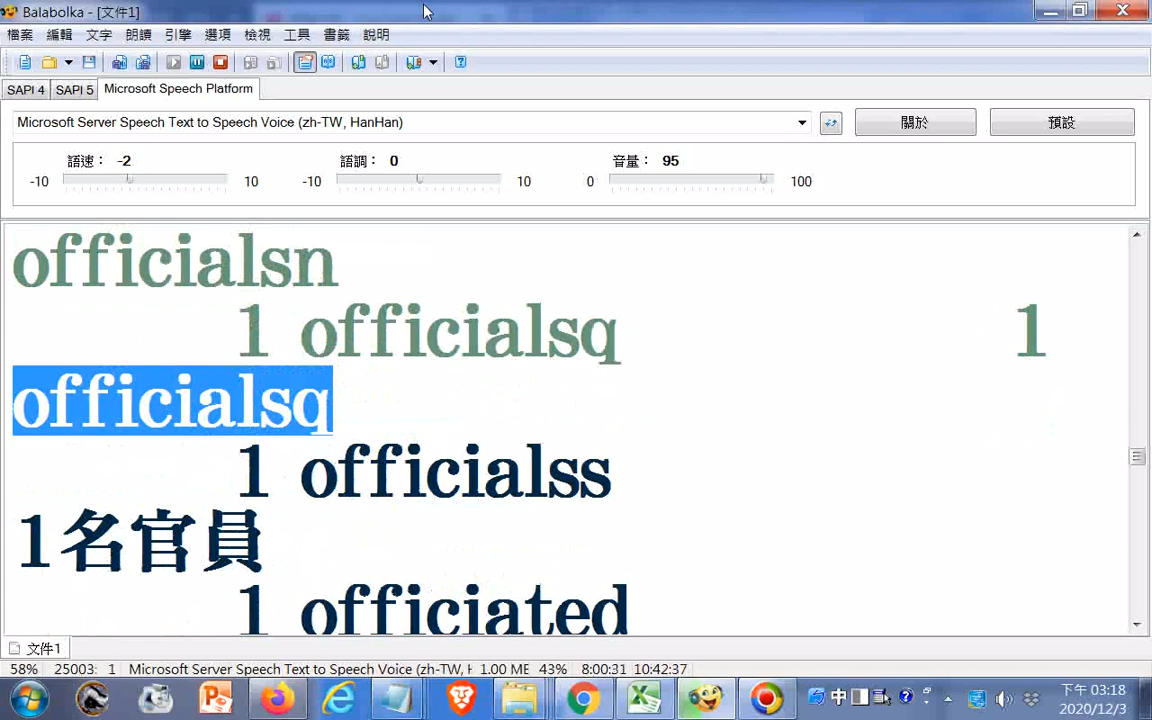 Balabolka - [文件1]
檔案 編輯 文字 朗讀 引擎 選項 檢視 工具 書籤 說明
SAPI 4 SAPI 5 Microsoft Speech Platform
Microsoft Server Speech Text to Speech Voice (zh-TW, HanHan) 關於 預設
語速： -2 語調： 0 音量： 95
-10 10 -10 10 0 100
officialsn
1 officialsq 1
officialsq
1 officialss
1名官員
1 officiated
文件1
58% 25003: 1 Microsoft Server Speech Text to Speech Voice (zh-TW, H 1.00 ME 43% 8:00:31 10:42:37
中 下午 03:18
2020/12/3